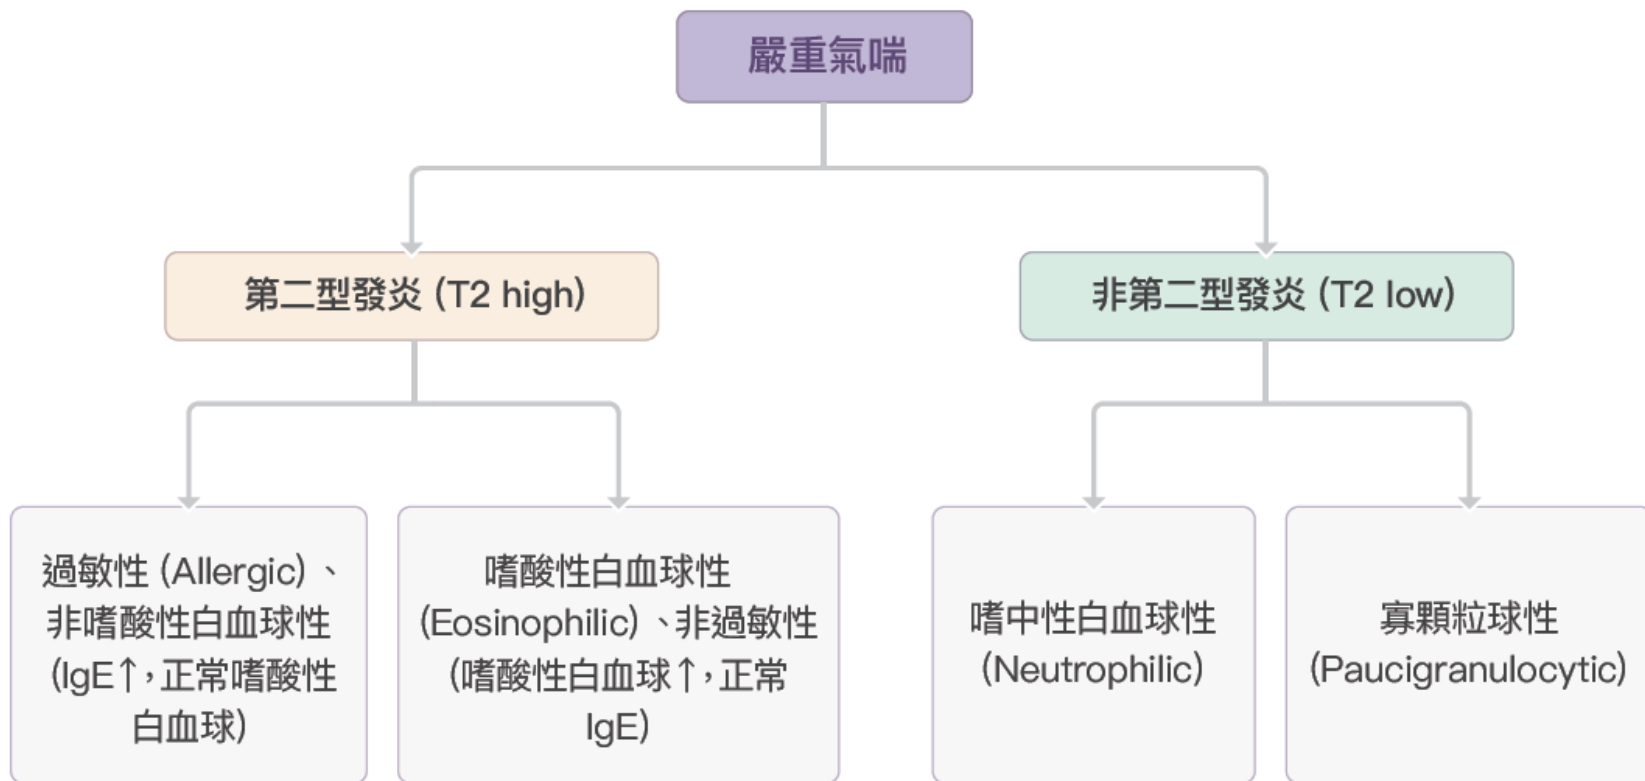 嚴重氣喘
第二型發炎 (T2 high)
非第二型發炎 (T2 low)
過敏性 (Allergic) 、
非嗜酸性白血球性
(IgE↑,正常嗜酸性
白血球)
嗜酸性白血球性
(Eosinophilic) 、非過敏性
(嗜酸性白血球↑,正常
IgE)
嗜中性白血球性
(Neutrophilic)
寡顆粒球性
(Paucigranulocytic)